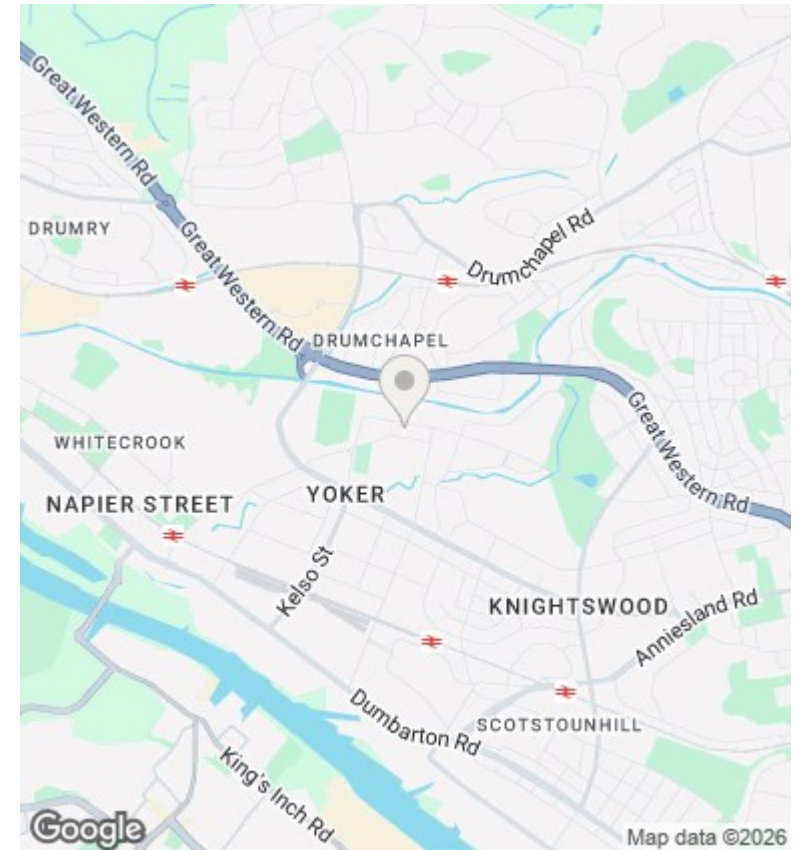 Great Western Rd
DRUMRY
Great Western Rd
Drumchapel Rd
DRUMCHAPEL
Great Western Rd
WHITECROOK
NAPIER STREET
YOKER
Kelso St
KNIGHTSWOOD
Anniesland Rd
Dumbarton Rd
SCOTSTOUNHILL
King's Inch Rd
Google
Map data ©2026